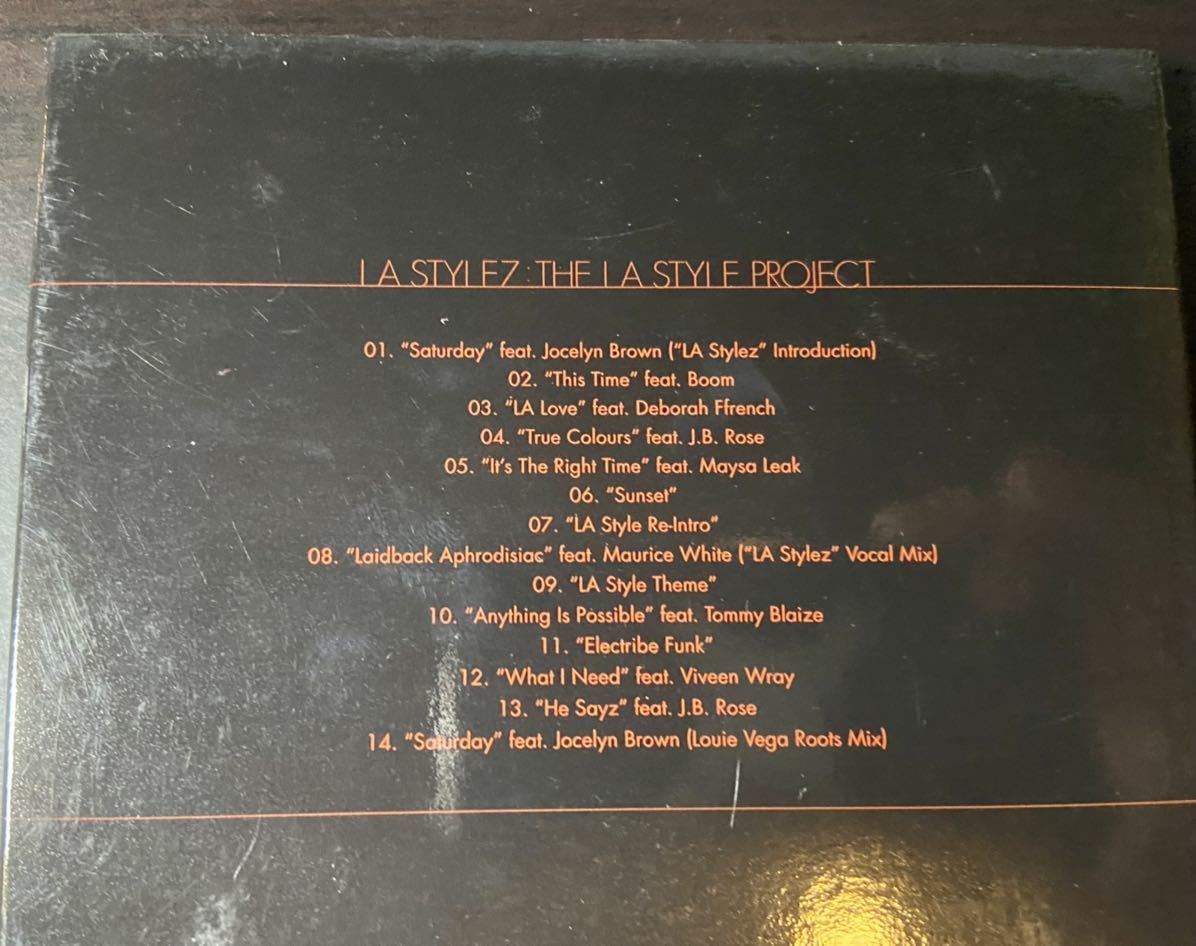 LA STYLEZ : THE LA STYLE PROJECT
01. “Saturday” feat. Jocelyn Brown (“LA Stylez” Introduction)
02. “This Time” feat. Boom
03. “LA Love” feat. Deborah Ffrench
04. “True Colours” feat. J.B. Rose
05. “It’s The Right Time” feat. Maysa Leak
06. “Sunset”
07. “LA Style Re-Intro”
08. “Laidback Aphrodisiac” feat. Maurice White (“LA Stylez” Vocal Mix)
09. “LA Style Theme”
10. “Anything Is Possible” feat. Tommy Blaize
11. “Electribe Funk”
12. “What I Need” feat. Viveen Wray
13. “He Sayz” feat. J.B. Rose
14. “Saturday” feat. Jocelyn Brown (Louie Vega Roots Mix)